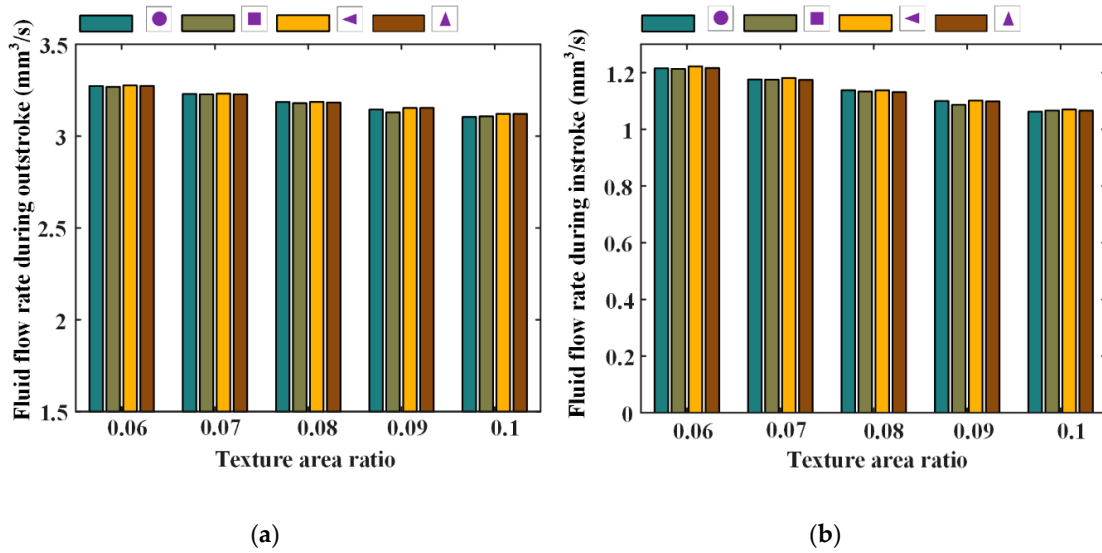 Fluid flow rate during outstroke (mm³/s)
3.5
3
2.5
2
1.5
0.06 0.07 0.08 0.09 0.1
Texture area ratio
(a)
Fluid flow rate during instroke (mm³/s)
1.2
1
0.8
0.6
0.4
0.2
0
0.06 0.07 0.08 0.09 0.1
Texture area ratio
(b)